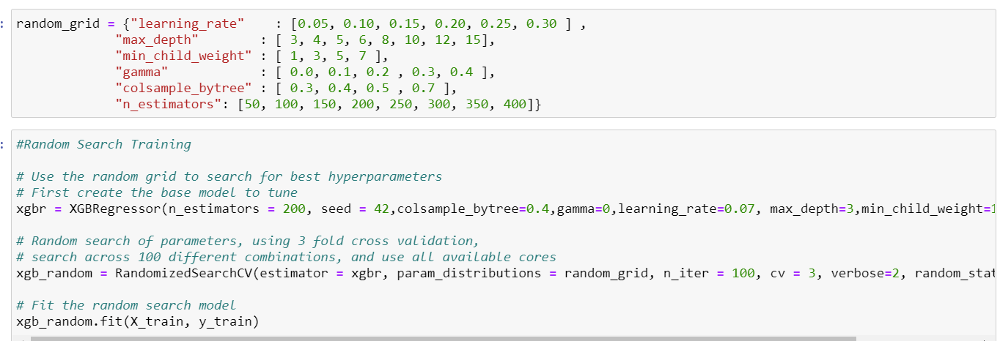 : random_grid = {"learning_rate"    : [0.05, 0.10, 0.15, 0.20, 0.25, 0.30 ] ,
             "max_depth"        : [ 3, 4, 5, 6, 8, 10, 12, 15],
             "min_child_weight" : [ 1, 3, 5, 7 ],
             "gamma"            : [ 0.0, 0.1, 0.2 , 0.3, 0.4 ],
             "colsample_bytree" : [ 0.3, 0.4, 0.5 , 0.7 ],
             "n_estimators": [50, 100, 150, 200, 250, 300, 350, 400]}
: #Random Search Training
# Use the random grid to search for best hyperparameters
# First create the base model to tune
xgbr = XGBRegressor(n_estimators = 200, seed = 42,colsample_bytree=0.4,gamma=0,learning_rate=0.07, max_depth=3,min_child_weight=1
# Random search of parameters, using 3 fold cross validation,
# search across 100 different combinations, and use all available cores
xgb_random = RandomizedSearchCV(estimator = xgbr, param_distributions = random_grid, n_iter = 100, cv = 3, verbose=2, random_stat
# Fit the random search model
xgb_random.fit(X_train, y_train)